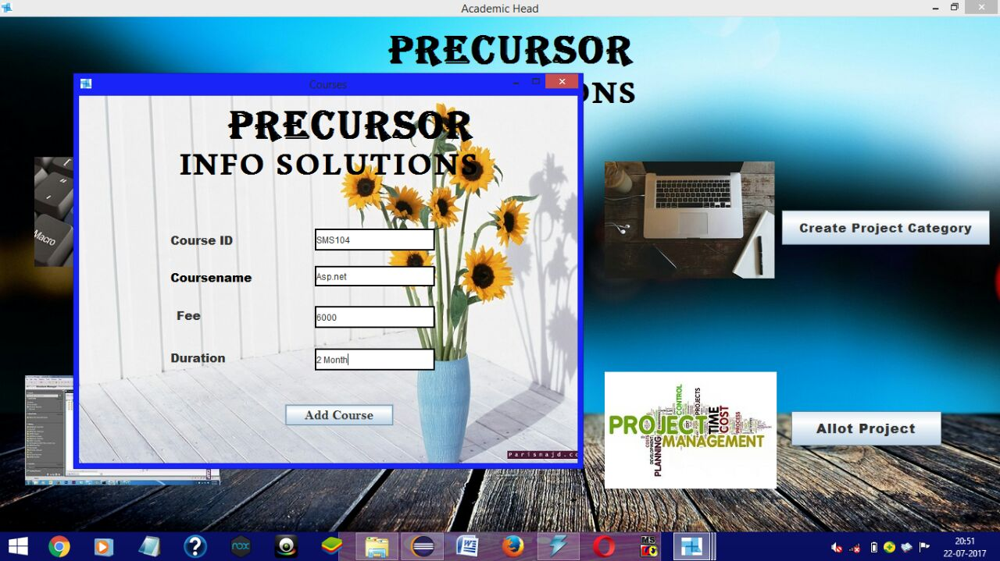 Academic Head
PRECURSOR
ONS
Courses
PRECURSOR
INFO SOLUTIONS
Course ID
SMS104
Coursename
Asp.net
Fee
6000
Duration
2 Month
Add Course
Parisnajd.co
Macro
Create Project Category
PROJECT
MANAGEMENT
PLANNING
DEVELOPMENT
CONTROL
PROJECTS
TIME
COST
PROCESS
Allot Project
nox
MS
20:51
22-07-2017